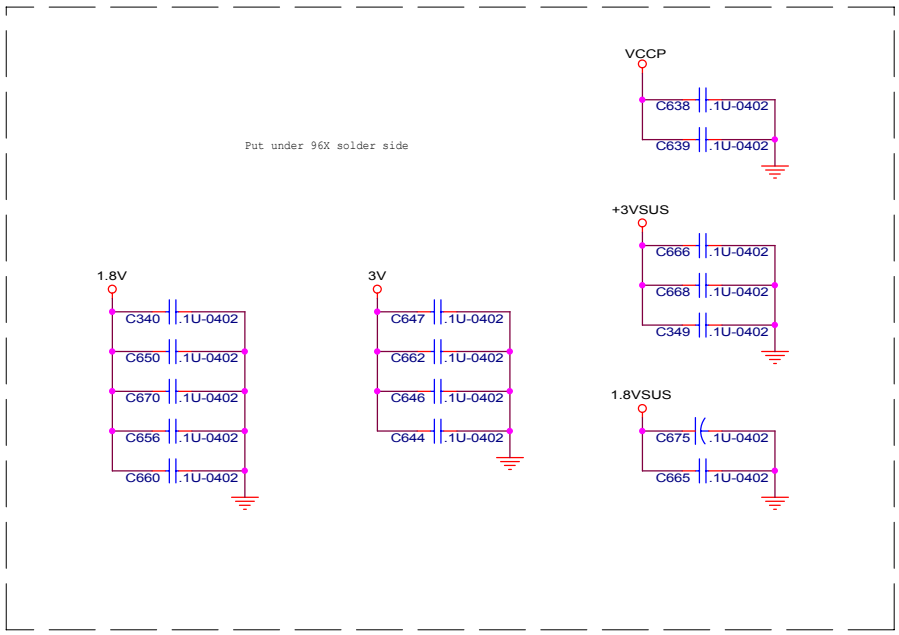 VCCP
C638 .1U-0402
C639 .1U-0402
Put under 96X solder side
+3VSUS
C666 .1U-0402
C668 .1U-0402
C349 .1U-0402
1.8V
C340 .1U-0402
C650 .1U-0402
C670 .1U-0402
C656 .1U-0402
C660 .1U-0402
3V
C647 .1U-0402
C662 .1U-0402
C646 .1U-0402
C644 .1U-0402
1.8VSUS
C675 .1U-0402
C665 .1U-0402